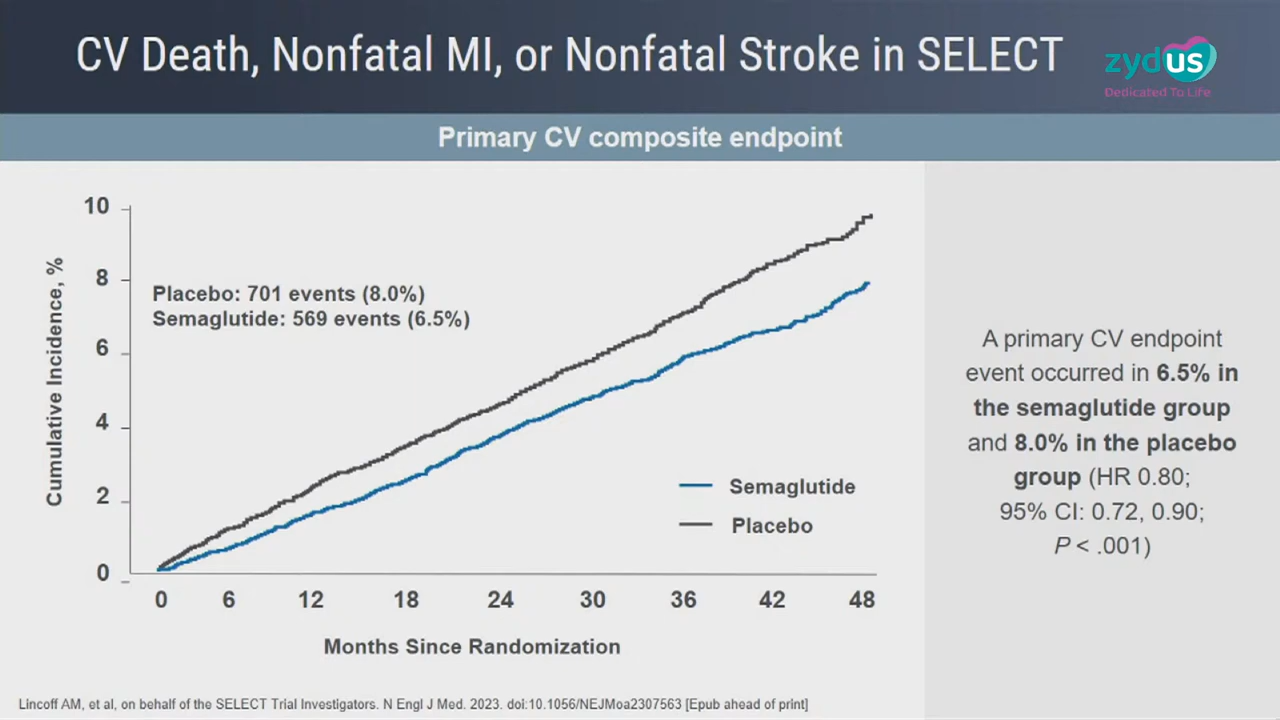 CV Death, Nonfatal MI, or Nonfatal Stroke in SELECT
zydus
Dedicated To Life
Primary CV composite endpoint
10
8
6
4
2
0
Cumulative Incidence, %
Placebo: 701 events (8.0%)
Semaglutide: 569 events (6.5%)
Semaglutide
Placebo
0 6 12 18 24 30 36 42 48
Months Since Randomization
A primary CV endpoint
event occurred in 6.5% in
the semaglutide group
and 8.0% in the placebo
group (HR 0.80;
95% CI: 0.72, 0.90;
P < .001)
Lincoff AM, et al, on behalf of the SELECT Trial Investigators. N Engl J Med. 2023. doi:10.1056/NEJMoa2307563 [Epub ahead of print]